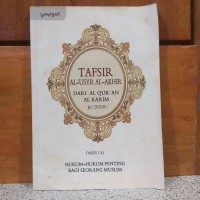 TAFSIR
AL-'USYR AL-AKHIR
DARI AL QUR'AN
AL KARIM
DISERTAI
HUKUM-HUKUM PENTING
BAGI SEORANG MUSLIM